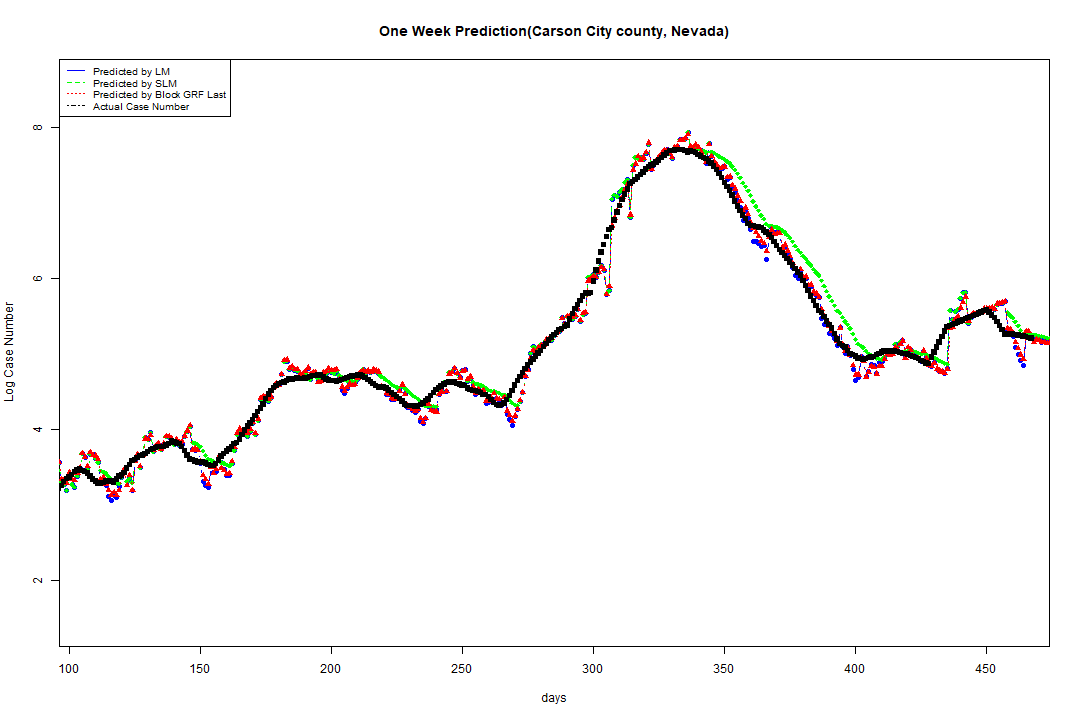 One Week Prediction(Carson City county, Nevada)
Predicted by LM
Predicted by SLM
Predicted by Block GRF Last
Actual Case Number
8
6
4
2
Log Case Number
100 150 200 250 300 350 400 450
days